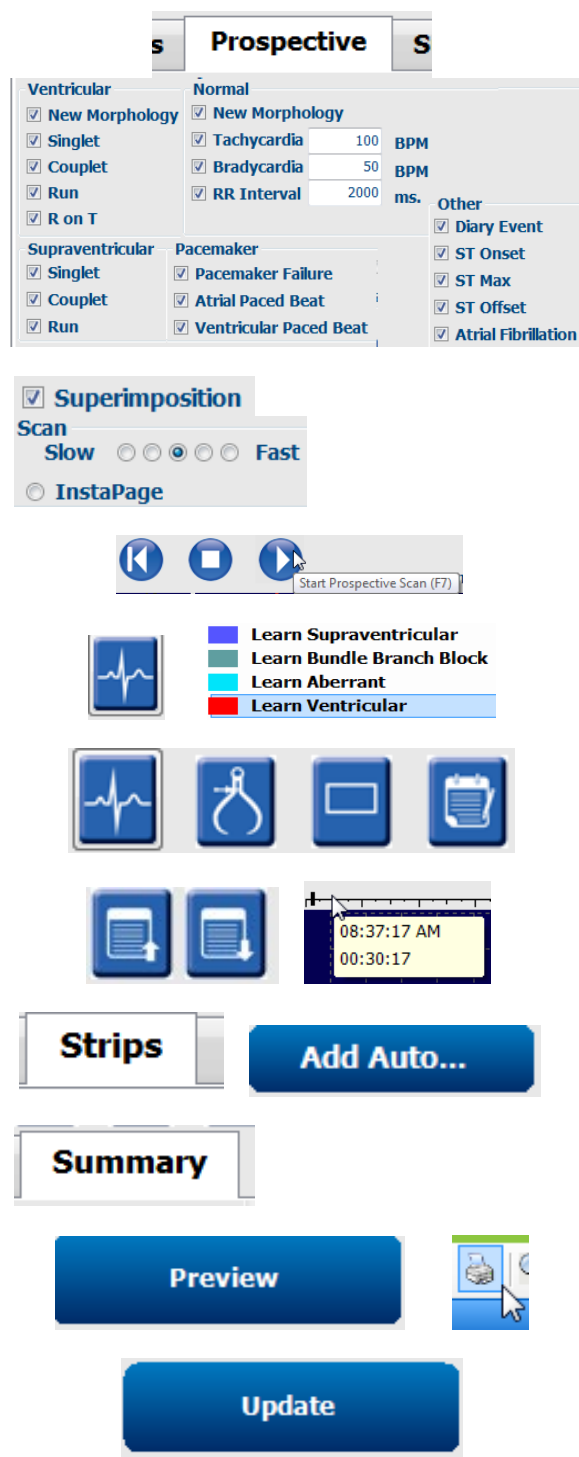 s Prospective S
Ventricular
New Morphology
Singlet
Couplet
Run
R on T
Normal
New Morphology
Tachycardia 100 BPM
Bradycardia 50 BPM
RR Interval 2000 ms.
Supraventricular
Singlet
Couplet
Run
Pacemaker
Pacemaker Failure
Atrial Paced Beat
Ventricular Paced Beat
Other
Diary Event
ST Onset
ST Max
ST Offset
Atrial Fibrillation
Superimposition
Scan
Slow Fast
InstaPage
Start Prospective Scan (F7)
Learn Supraventricular
Learn Bundle Branch Block
Learn Aberrant
Learn Ventricular
08:37:17 AM
00:30:17
Strips
Add Auto...
Summary
Preview
Update